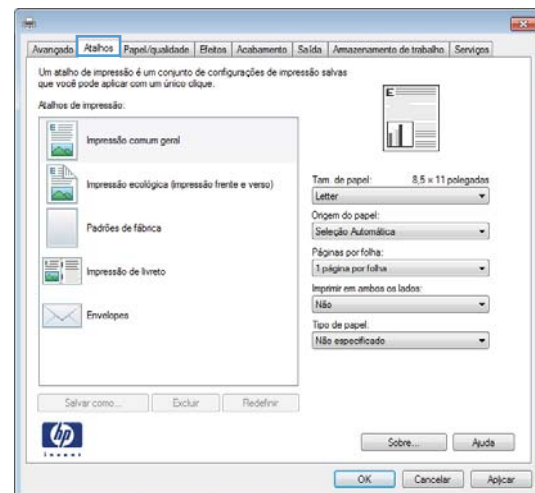 Avançado Atalhos Papel/qualidade Efeitos Acabamento Saída Armazenamento de trabalho Serviços
Um atalho de impressão é um conjunto de configurações de impressão salvas
que você pode aplicar com um único clique.
Atalhos de impressão:
Impressão comum geral
Impressão ecológica (impressão frente e verso)
Padrões de fábrica
Impressão de livreto
Envelopes
Salvar como... Excluir Redefinir
E
Tam. de papel: 8,5 × 11 polegadas
Letter
Origem do papel:
Seleção Automática
Páginas por folha:
1 página por folha
Imprimir em ambos os lados:
Não
Tipo de papel:
Não especificado
hp
invent
Sobre... Ajuda
OK Cancelar Aplicar